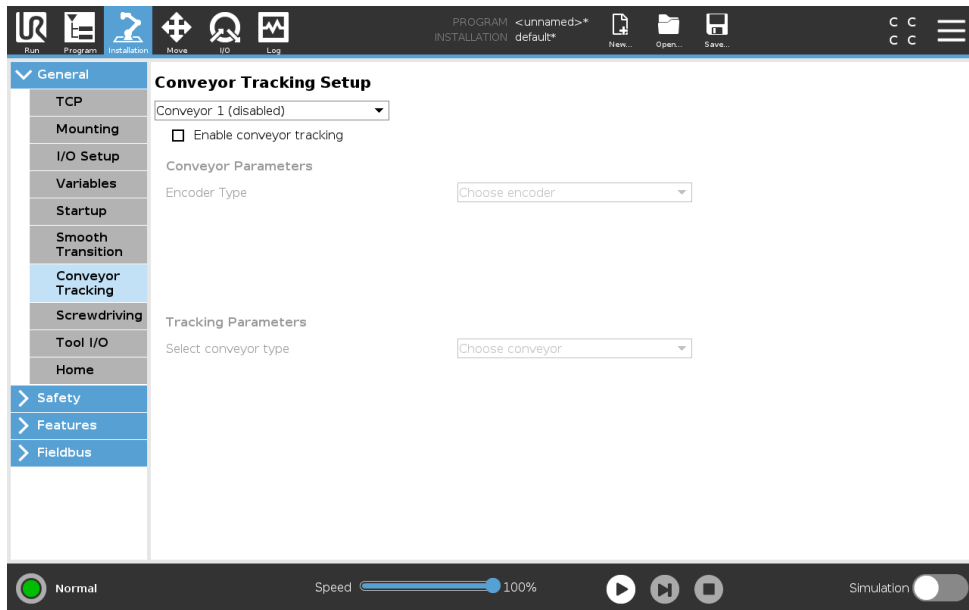 PROGRAM <unnamed>*
INSTALLATION default*
C C
C C
Run Program Installation Move I/O Log New... Open... Save...
General
Conveyor Tracking Setup
TCP
Conveyor 1 (disabled)
Mounting
Enable conveyor tracking
I/O Setup
Conveyor Parameters
Variables
Encoder Type Choose encoder
Startup
Smooth
Transition
Conveyor
Tracking
Screwdriving
Tracking Parameters
Tool I/O
Select conveyor type Choose conveyor
Home
Safety
Features
Fieldbus
Normal Speed 100% Simulation